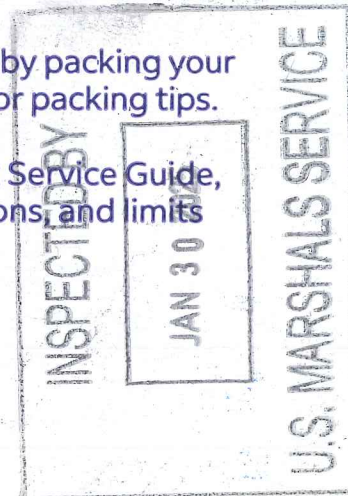 by packing your
or packing tips.
Service Guide,
ons, and limits
INSPECTED BY
JAN 30
U.S. MARSHALS SERVICE